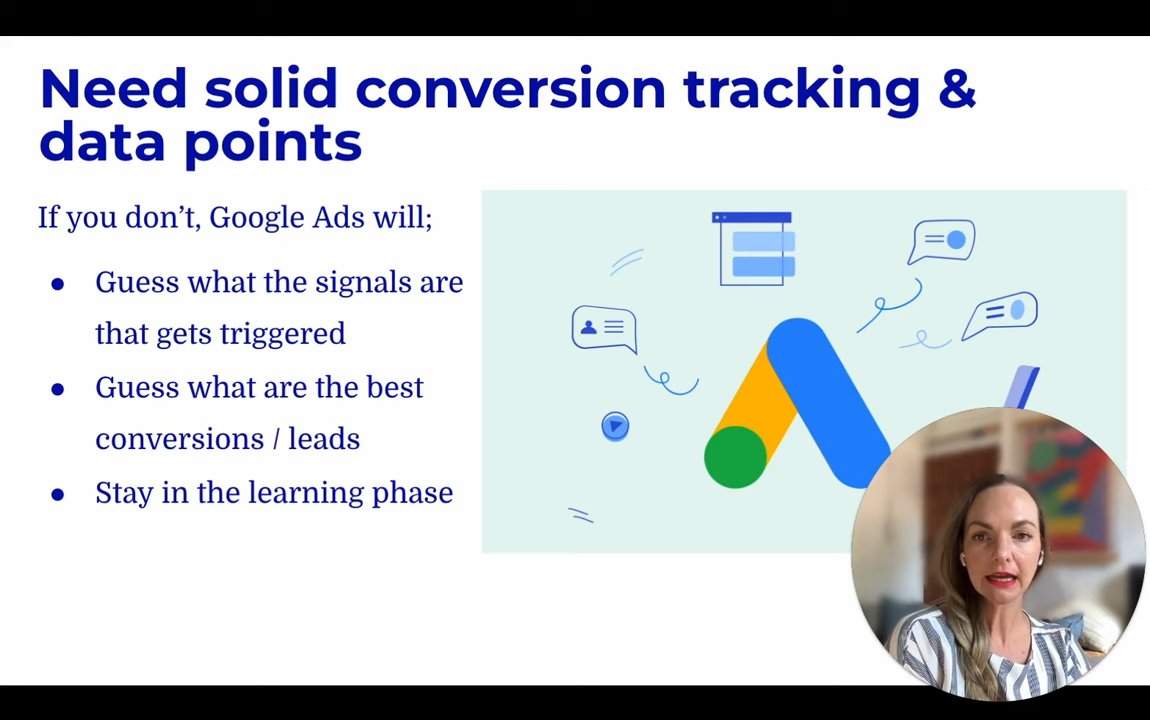 Need solid conversion tracking &
data points
If you don’t, Google Ads will;
● Guess what the signals are
that gets triggered
● Guess what are the best
conversions / leads
● Stay in the learning phase